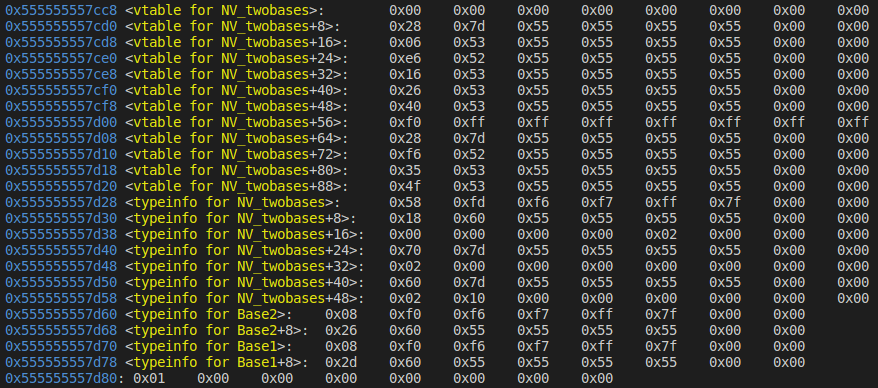 0x555555557cc8 <vtable for NV_twobases>: 0x00 0x00 0x00 0x00 0x00 0x00 0x00 0x00
0x555555557cd0 <vtable for NV_twobases+8>: 0x28 0x7d 0x55 0x55 0x55 0x55 0x00 0x00
0x555555557cd8 <vtable for NV_twobases+16>: 0x06 0x53 0x55 0x55 0x55 0x55 0x00 0x00
0x555555557ce0 <vtable for NV_twobases+24>: 0xe6 0x52 0x55 0x55 0x55 0x55 0x00 0x00
0x555555557ce8 <vtable for NV_twobases+32>: 0x16 0x53 0x55 0x55 0x55 0x55 0x00 0x00
0x555555557cf0 <vtable for NV_twobases+40>: 0x26 0x53 0x55 0x55 0x55 0x55 0x00 0x00
0x555555557cf8 <vtable for NV_twobases+48>: 0x40 0x53 0x55 0x55 0x55 0x55 0x00 0x00
0x555555557d00 <vtable for NV_twobases+56>: 0xf0 0xff 0xff 0xff 0xff 0xff 0xff 0xff
0x555555557d08 <vtable for NV_twobases+64>: 0x28 0x7d 0x55 0x55 0x55 0x55 0x00 0x00
0x555555557d10 <vtable for NV_twobases+72>: 0xf6 0x52 0x55 0x55 0x55 0x55 0x00 0x00
0x555555557d18 <vtable for NV_twobases+80>: 0x35 0x53 0x55 0x55 0x55 0x55 0x00 0x00
0x555555557d20 <vtable for NV_twobases+88>: 0x4f 0x53 0x55 0x55 0x55 0x55 0x00 0x00
0x555555557d28 <typeinfo for NV_twobases>: 0x58 0xfd 0xf6 0xf7 0xff 0x7f 0x00 0x00
0x555555557d30 <typeinfo for NV_twobases+8>: 0x18 0x60 0x55 0x55 0x55 0x55 0x00 0x00
0x555555557d38 <typeinfo for NV_twobases+16>: 0x00 0x00 0x00 0x00 0x02 0x00 0x00 0x00
0x555555557d40 <typeinfo for NV_twobases+24>: 0x70 0x7d 0x55 0x55 0x55 0x55 0x00 0x00
0x555555557d48 <typeinfo for NV_twobases+32>: 0x02 0x00 0x00 0x00 0x00 0x00 0x00 0x00
0x555555557d50 <typeinfo for NV_twobases+40>: 0x60 0x7d 0x55 0x55 0x55 0x55 0x00 0x00
0x555555557d58 <typeinfo for NV_twobases+48>: 0x02 0x10 0x00 0x00 0x00 0x00 0x00 0x00
0x555555557d60 <typeinfo for Base2>: 0x08 0xf0 0xf6 0xf7 0xff 0x7f 0x00 0x00
0x555555557d68 <typeinfo for Base2+8>: 0x26 0x60 0x55 0x55 0x55 0x55 0x00 0x00
0x555555557d70 <typeinfo for Base1>: 0x08 0xf0 0xf6 0xf7 0xff 0x7f 0x00 0x00
0x555555557d78 <typeinfo for Base1+8>: 0x2d 0x60 0x55 0x55 0x55 0x55 0x00 0x00
0x555555557d80: 0x01 0x00 0x00 0x00 0x00 0x00 0x00 0x00